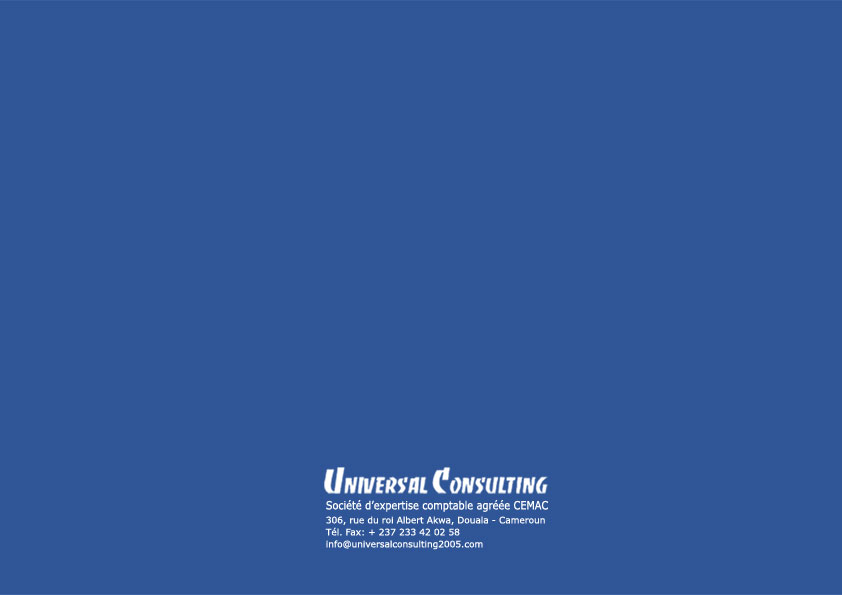 UNIVERSAL CONSULTING
Société d'expertise comptable agréée CEMAC
306, rue du roi Albert Akwa, Douala - Cameroun
Tél. Fax: + 237 233 42 02 58
info@universalconsulting2005.com